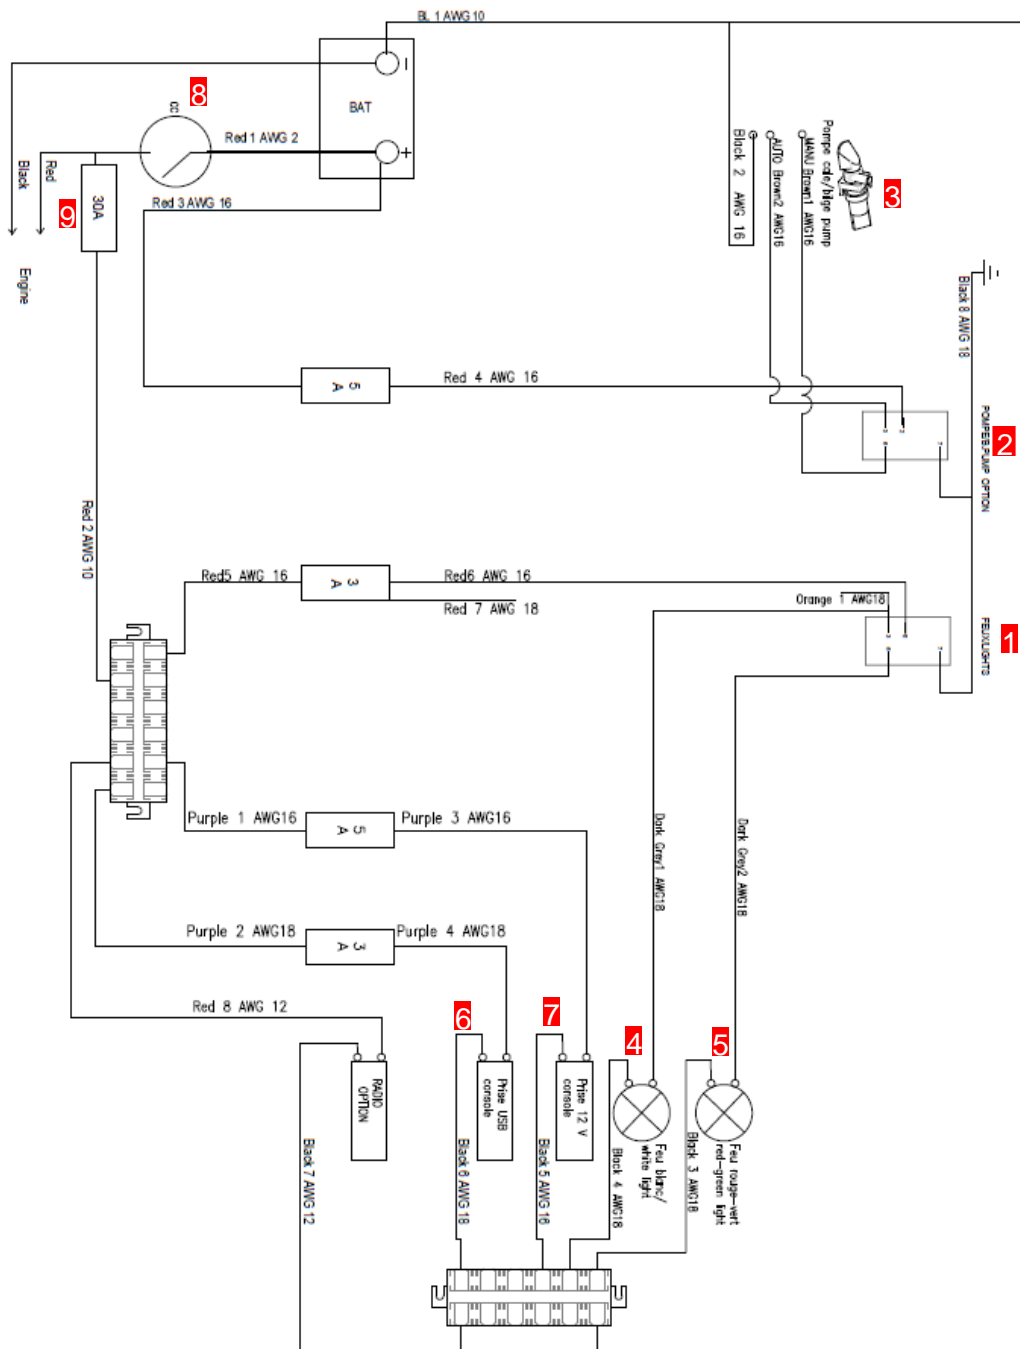 BL 1 AWG 10
BAT
8
CC
Red 1 AWG 2
Red 3 AWG 16
Red
Black
9
30A
Engine
Black 2 AWG 16
AUTO Brown2 AWG16
MANU Brown1 AWG16
Pompe cale/bilge pump
3
Black 8 AWG 18
5
A
Red 4 AWG 16
POMPE/B.PUMP OPTION
2
Red 2 AWG 10
Red5 AWG 16
3
A
Red6 AWG 16
Red 7 AWG 18
Orange 1 AWG18
FEUX/LIGHTS
1
Purple 1 AWG16
5
A
Purple 3 AWG16
Purple 2 AWG18
3
A
Purple 4 AWG18
Dark Grey1 AWG18
Dark Grey2 AWG18
Red 8 AWG 12
6
7
4
5
RADIO
OPTION
Prise USB
console
Prise 12 V
console
Feu blanc/
white light
Feu rouge-vert
red-green light
Black 7 AWG 12
Black 6 AWG 18
Black 5 AWG 16
Black 4 AWG18
Black 3 AWG18